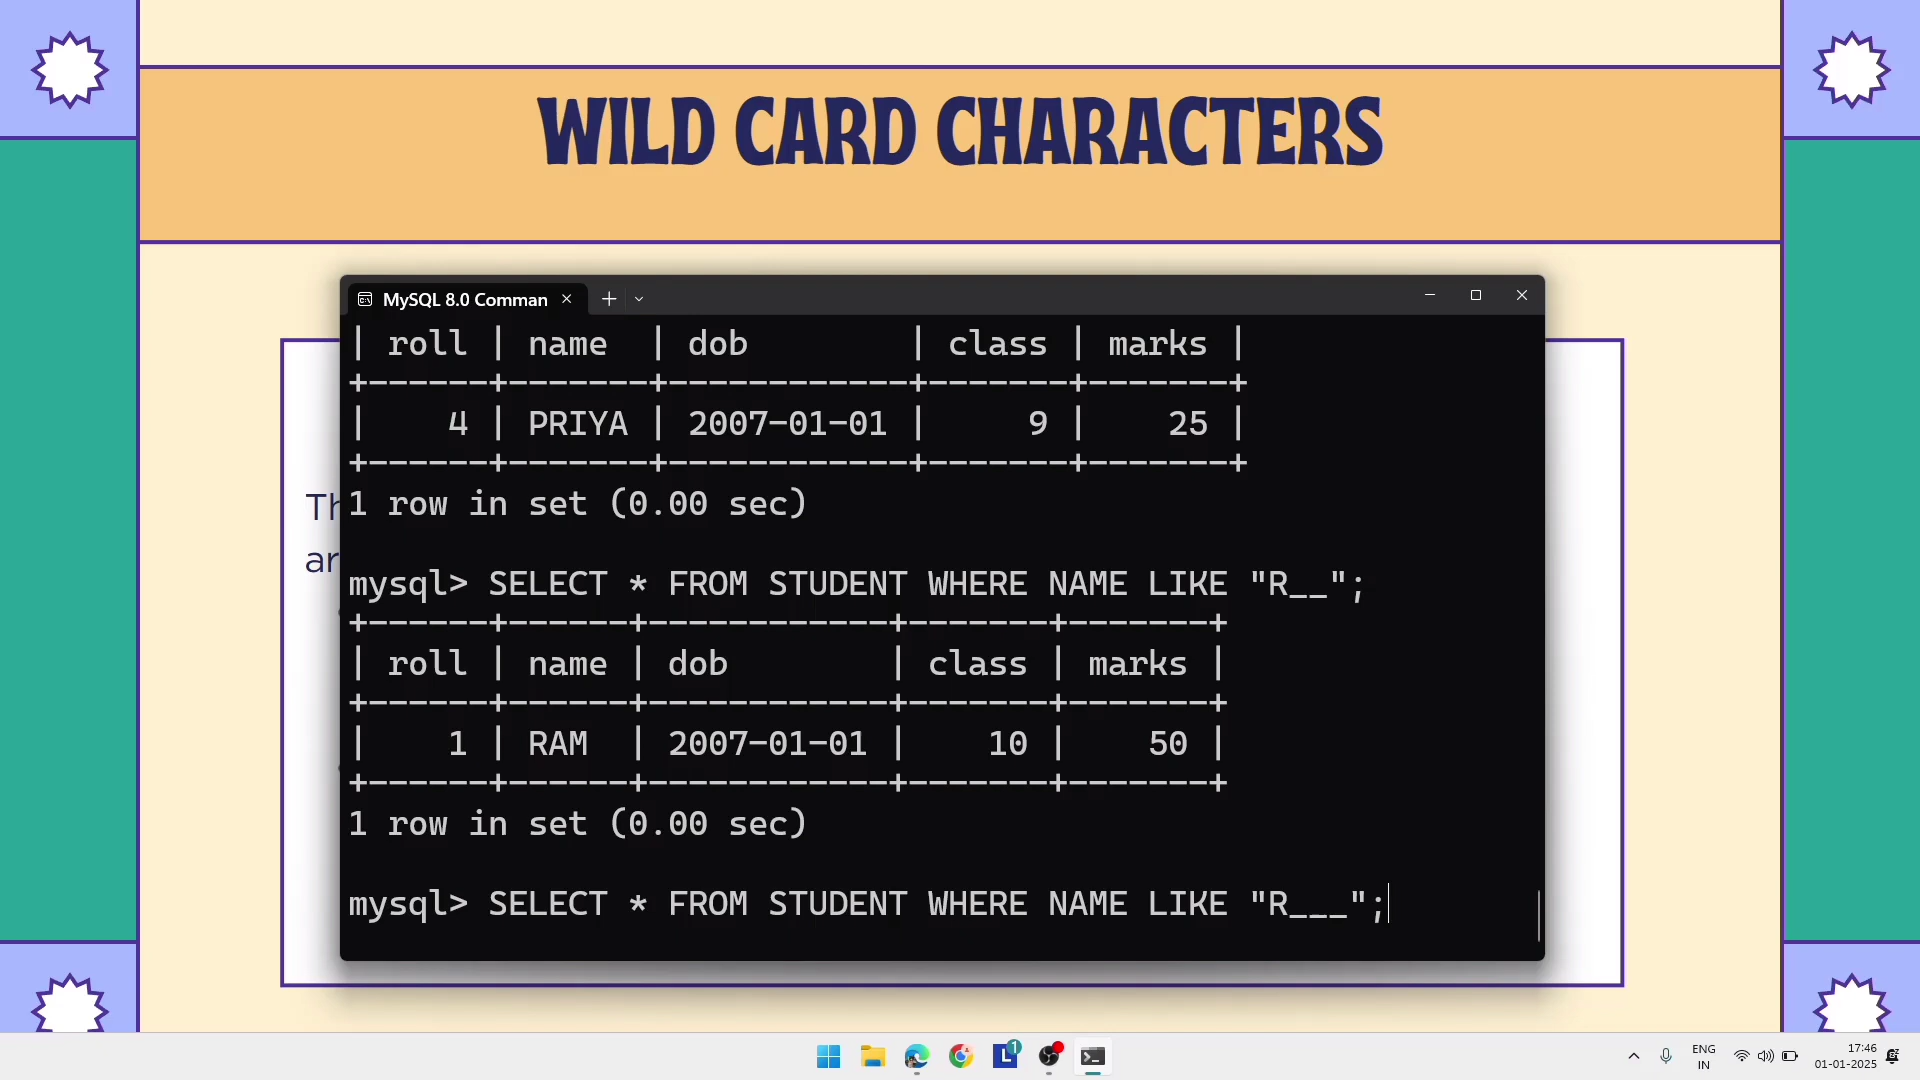 WILD CARD CHARACTERS
MySQL 8.0 Comman
| roll | name  | dob        | class | marks |
+------+-------+------------+-------+-------+
|    4 | PRIYA | 2007-01-01 |     9 |    25 |
+------+-------+------------+-------+-------+
1 row in set (0.00 sec)
mysql> SELECT * FROM STUDENT WHERE NAME LIKE "R__";
+------+------+------------+-------+-------+
| roll | name | dob        | class | marks |
+------+------+------------+-------+-------+
|    1 | RAM  | 2007-01-01 |    10 |    50 |
+------+------+------------+-------+-------+
1 row in set (0.00 sec)
mysql> SELECT * FROM STUDENT WHERE NAME LIKE "R___";
ENG
IN
17:46
01-01-2025